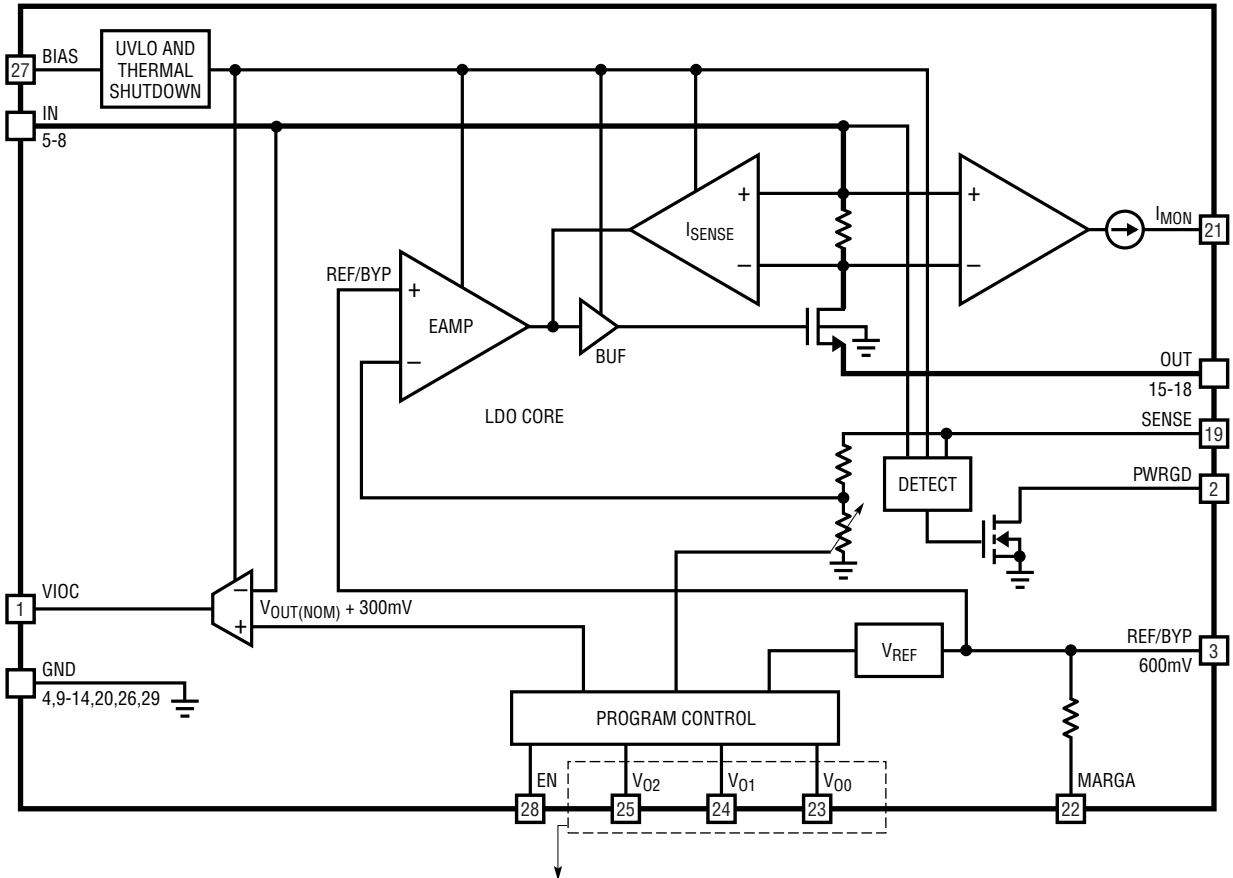 27
BIAS
UVLO AND
THERMAL
SHUTDOWN
IN
5-8
+
ISENSE
−
+
−
IMON
21
REF/BYP
+
EAMP
−
BUF
LDO CORE
OUT
15-18
SENSE
19
DETECT
PWRGD
2
1
VIOC
−
+
VOUT(NOM) + 300mV
GND
4,9-14,20,26,29
VREF
REF/BYP
600mV
3
PROGRAM CONTROL
EN
VO2
VO1
VO0
MARGA
28
25
24
23
22